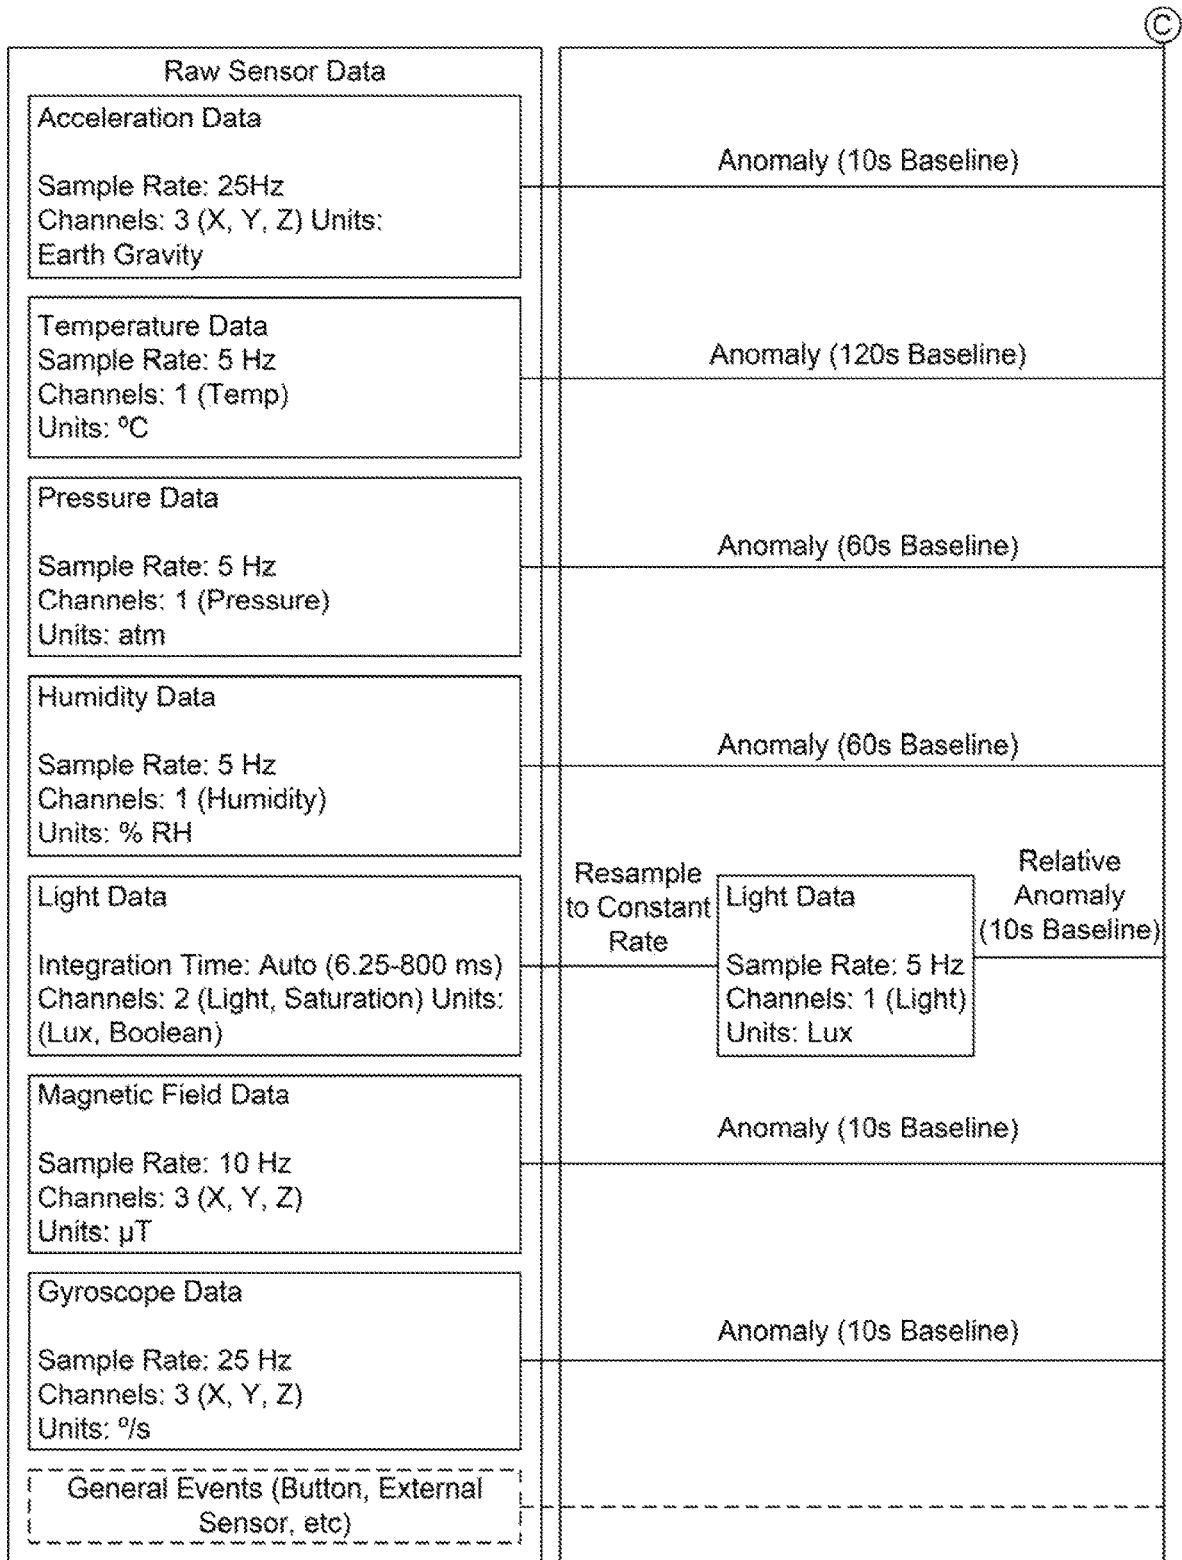 ©
Raw Sensor Data
Acceleration Data
Sample Rate: 25Hz
Channels: 3 (X, Y, Z) Units:
Earth Gravity
Anomaly (10s Baseline)
Temperature Data
Sample Rate: 5 Hz
Channels: 1 (Temp)
Units: ºC
Anomaly (120s Baseline)
Pressure Data
Sample Rate: 5 Hz
Channels: 1 (Pressure)
Units: atm
Anomaly (60s Baseline)
Humidity Data
Sample Rate: 5 Hz
Channels: 1 (Humidity)
Units: % RH
Anomaly (60s Baseline)
Light Data
Integration Time: Auto (6.25-800 ms)
Channels: 2 (Light, Saturation) Units:
(Lux, Boolean)
Resample
to Constant
Rate
Light Data
Sample Rate: 5 Hz
Channels: 1 (Light)
Units: Lux
Relative
Anomaly
(10s Baseline)
Magnetic Field Data
Sample Rate: 10 Hz
Channels: 3 (X, Y, Z)
Units: µT
Anomaly (10s Baseline)
Gyroscope Data
Sample Rate: 25 Hz
Channels: 3 (X, Y, Z)
Units: º/s
Anomaly (10s Baseline)
General Events (Button, External
Sensor, etc)